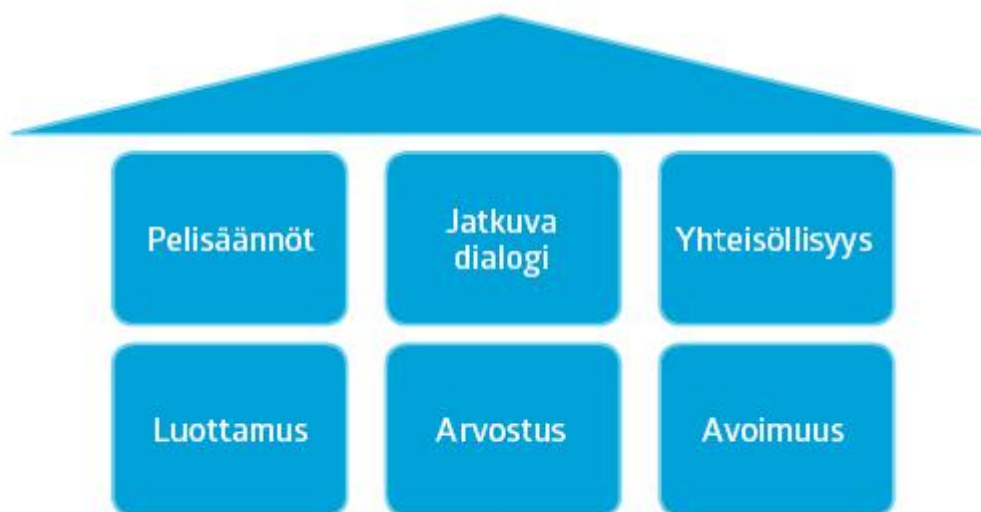 Pelisäännöt
Jatkuva
dialogi
Yhteisöllisyys
Luottamus
Arvostus
Avoimuus